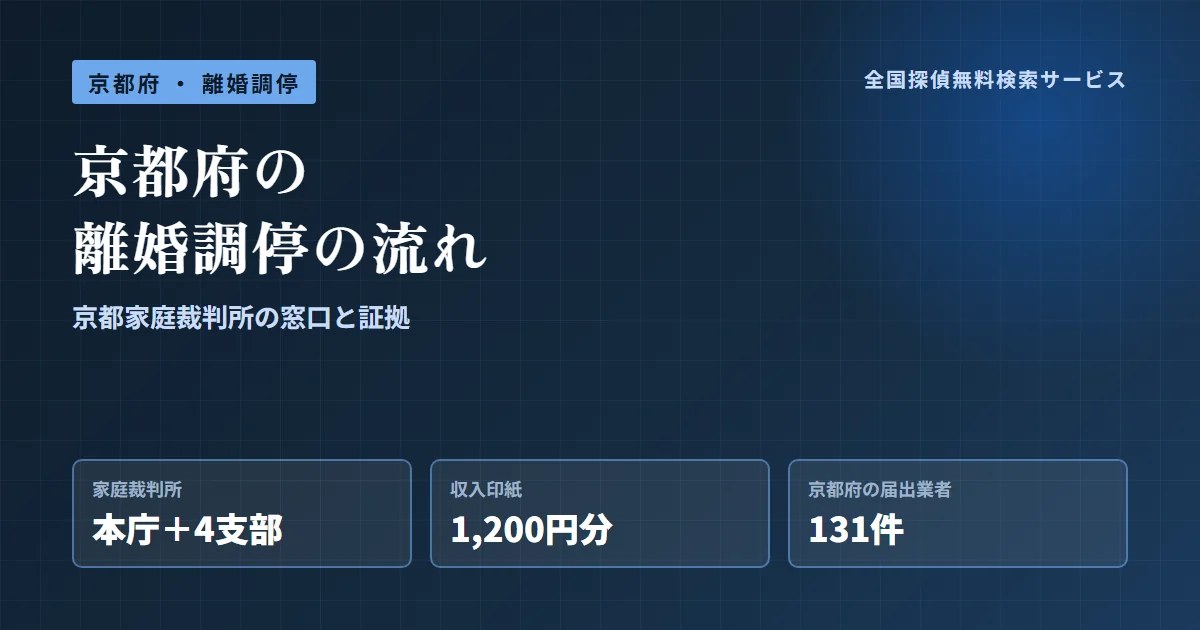 京都府 ・ 離婚調停
全国探偵無料検索サービス
京都府の
離婚調停の流れ
京都家庭裁判所の窓口と証拠
家庭裁判所
本庁＋4支部
収入印紙
1,200円分
京都府の届出業者
131件